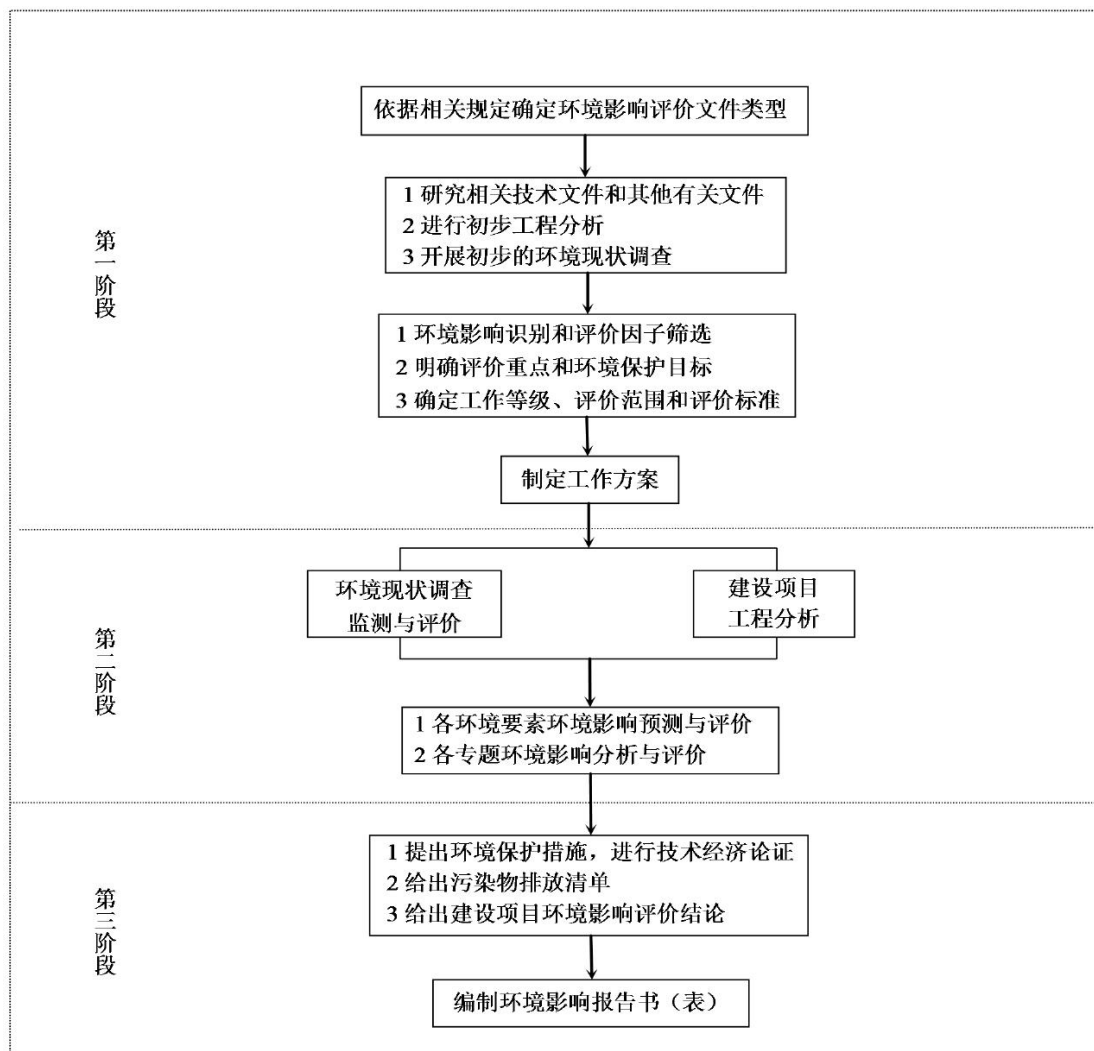 第一阶段
依据相关规定确定环境影响评价文件类型
1 研究相关技术文件和其他有关文件
2 进行初步工程分析
3 开展初步的环境现状调查
1 环境影响识别和评价因子筛选
2 明确评价重点和环境保护目标
3 确定工作等级、评价范围和评价标准
制定工作方案
第二阶段
环境现状调查
监测与评价
建设项目
工程分析
1 各环境要素环境影响预测与评价
2 各专题环境影响分析与评价
第三阶段
1 提出环境保护措施，进行技术经济论证
2 给出污染物排放清单
3 给出建设项目环境影响评价结论
编制环境影响报告书（表）